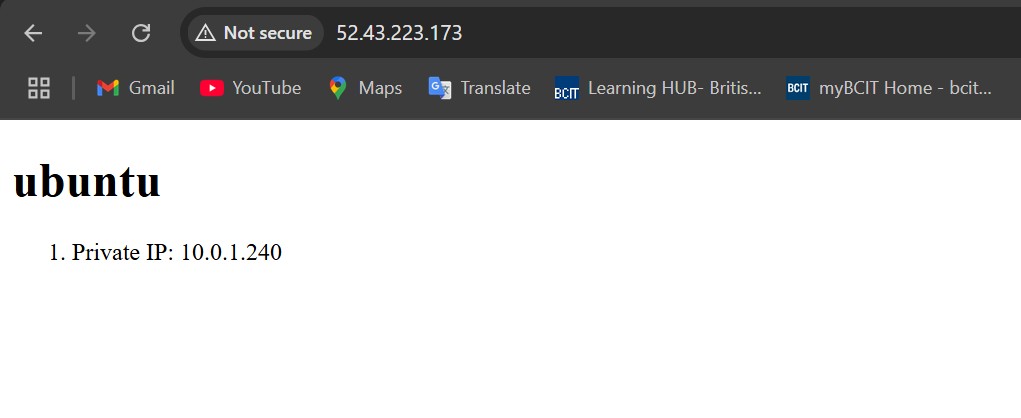 Not secure 52.43.223.173
Gmail YouTube Maps Translate BCIT Learning HUB- Britis... BCIT myBCIT Home - bcit...
ubuntu
1. Private IP: 10.0.1.240